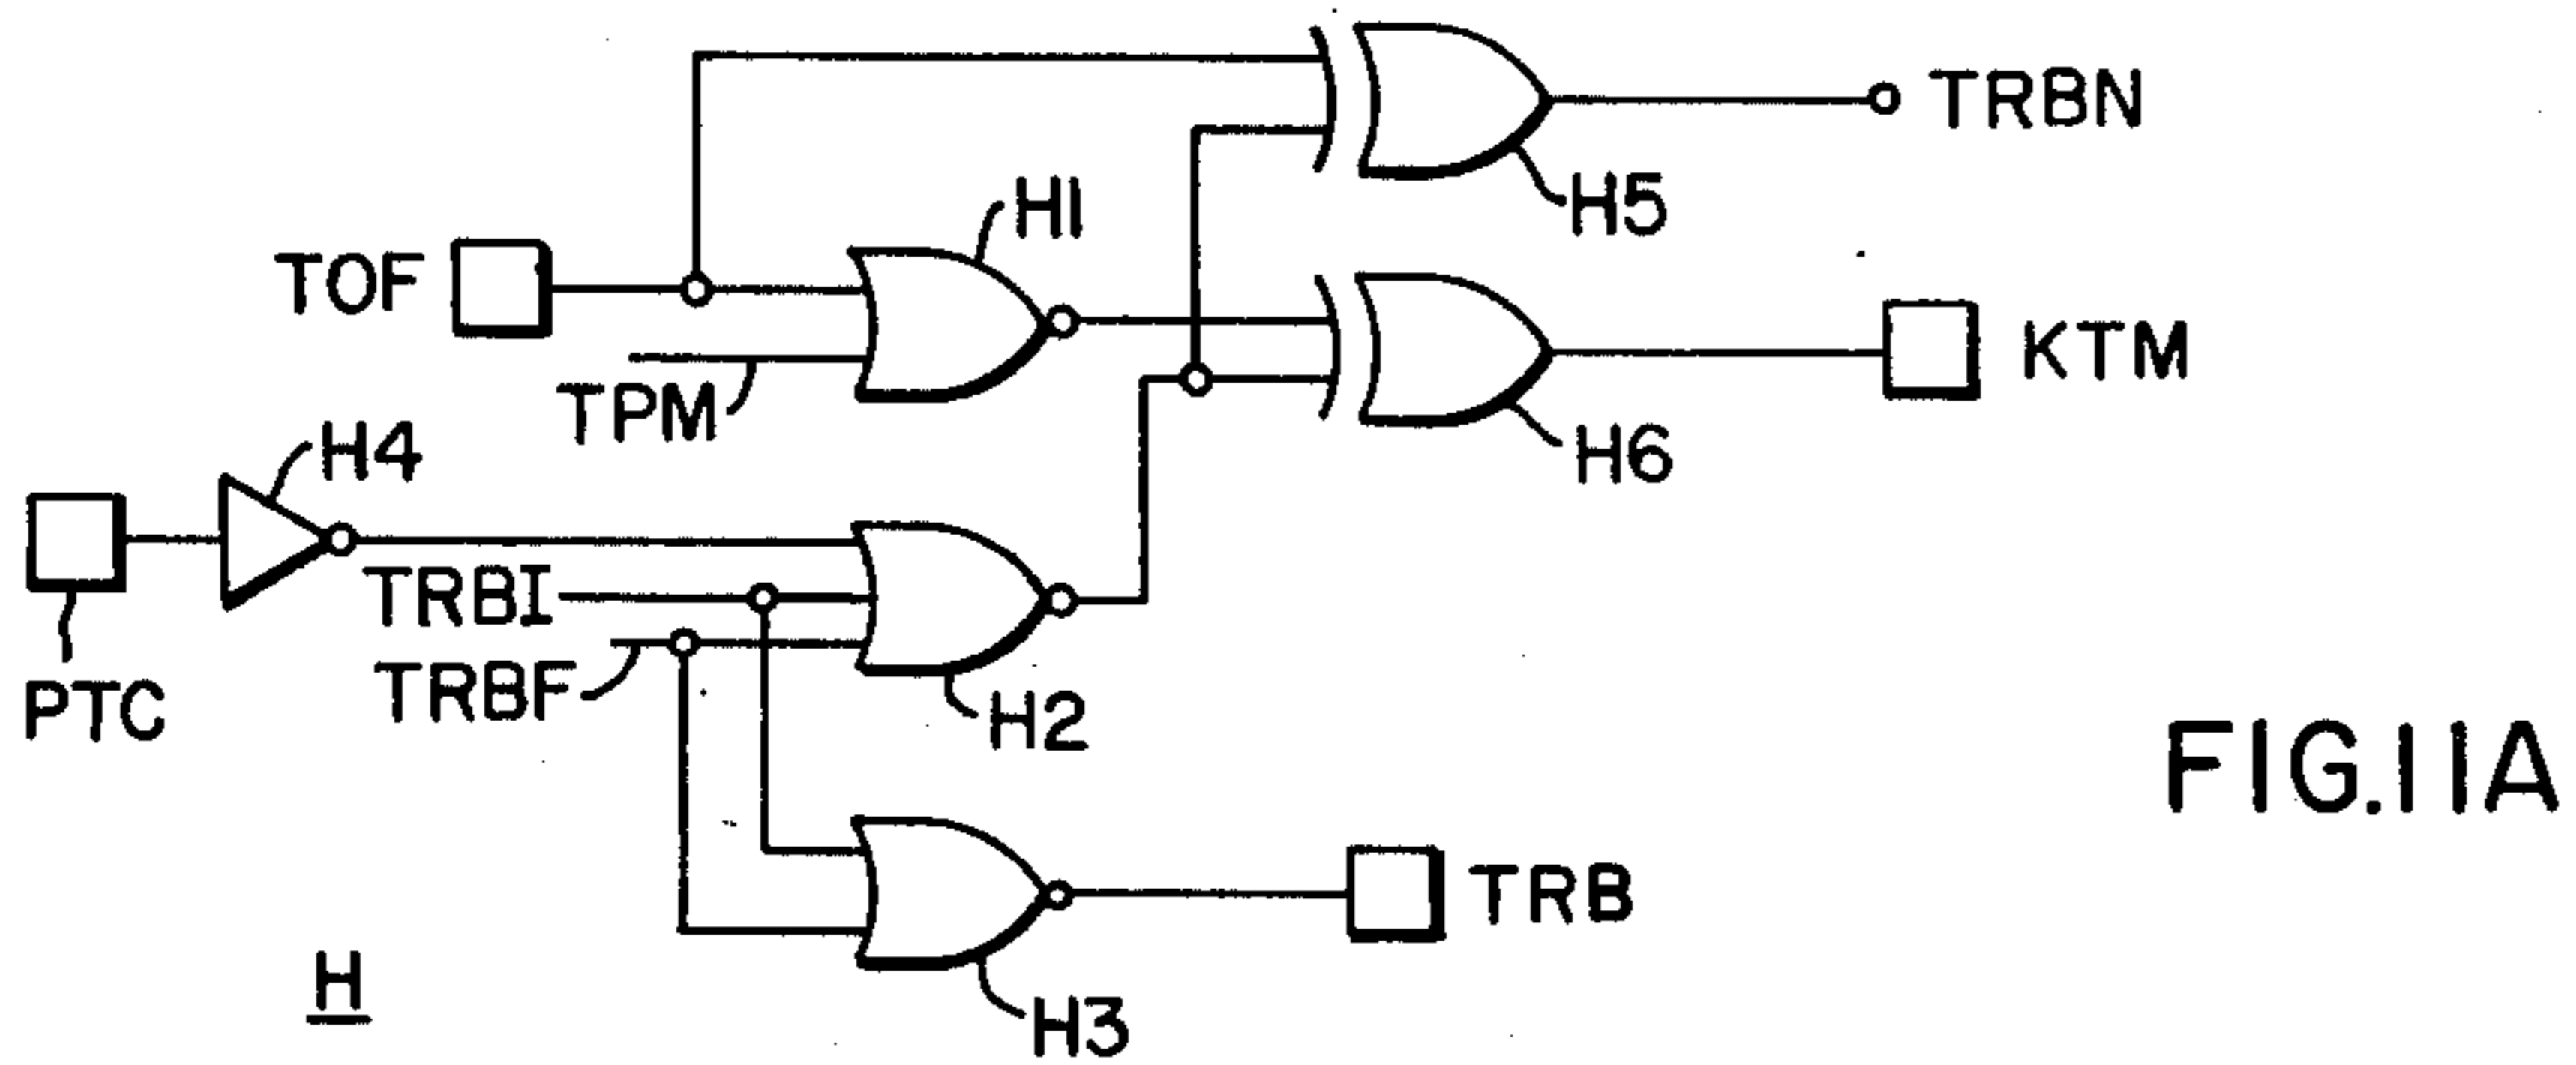 TRBN
H5
H1
TOF
KTM
TPM
H4
H6
TRBI
TRBF
PTC
H2
FIG.11A
TRB
H
H3